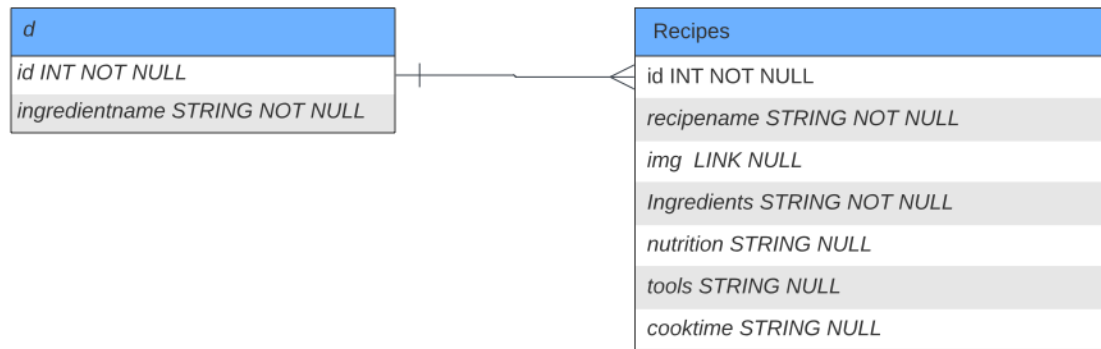 d
id INT NOT NULL
ingredientname STRING NOT NULL
Recipes
id INT NOT NULL
recipename STRING NOT NULL
img LINK NULL
Ingredients STRING NOT NULL
nutrition STRING NULL
tools STRING NULL
cooktime STRING NULL